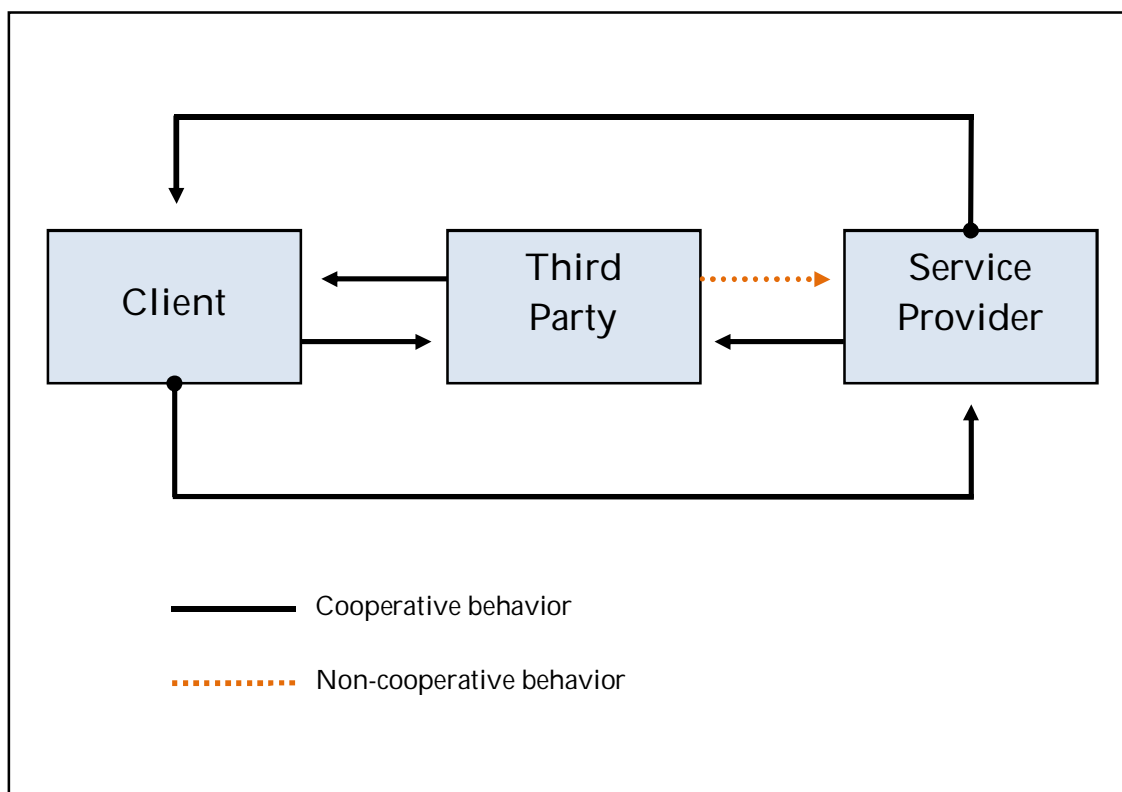 Client
Third
Party
Service
Provider
Cooperative behavior
Non-cooperative behavior